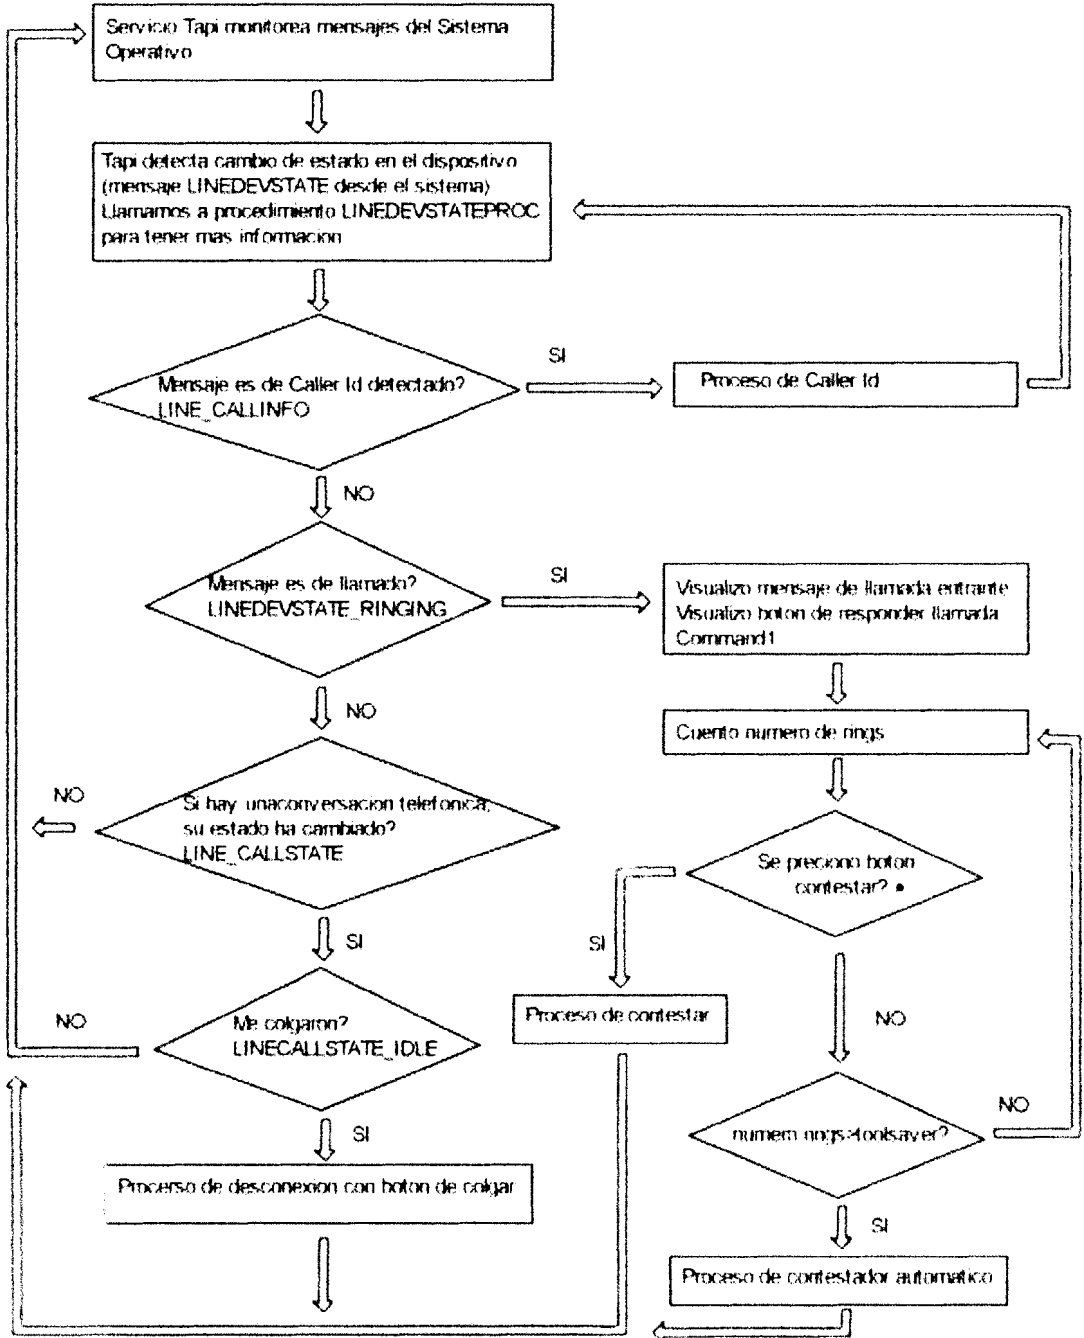 Servicio Tapi monitorea mensajes del Sistema
Operativo
Tapi detecta cambio de estado en el dispositivo
(mensaje LINEDEVSTATE desde el sistema)
Llamamos a procedimiento LINEDEVSTATEPROC
para tener mas informacion
Mensaje es de Caller Id detectado?
LINE_CALLINFO
SI
Proceso de Caller Id
NO
Mensaje es de llamado?
LINEDEVSTATE_RINGING
SI
Visualizo mensaje de llamada entrante
Visualizo boton de responder llamada
Command1
NO
Cuento numero de rings
Si hay unaconversacion telefonica,
su estado ha cambiado?
LINE_CALLSTATE
NO
Se preciono boton
contestar?
SI
SI
Proceso de contestar
NO
Me colgaron?
LINECALLSTATE_IDLE
NO
numero rings>toolsaver?
NO
SI
Procerso de desconexion con boton de colgar
SI
Proceso de contestador automatico